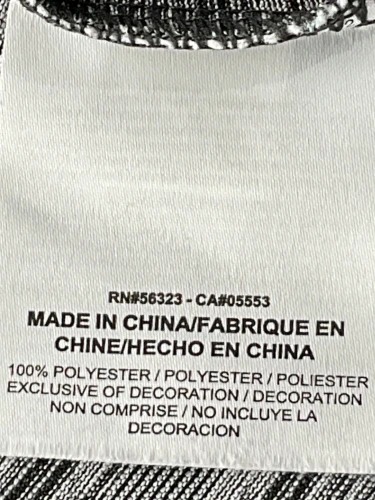 RN#56323 - CA#05553
MADE IN CHINA/FABRIQUE EN
CHINE/HECHO EN CHINA
100% POLYESTER / POLYESTER / POLIESTER
EXCLUSIVE OF DECORATION / DECORATION
NON COMPRISE / NO INCLUYE LA
DECORACION